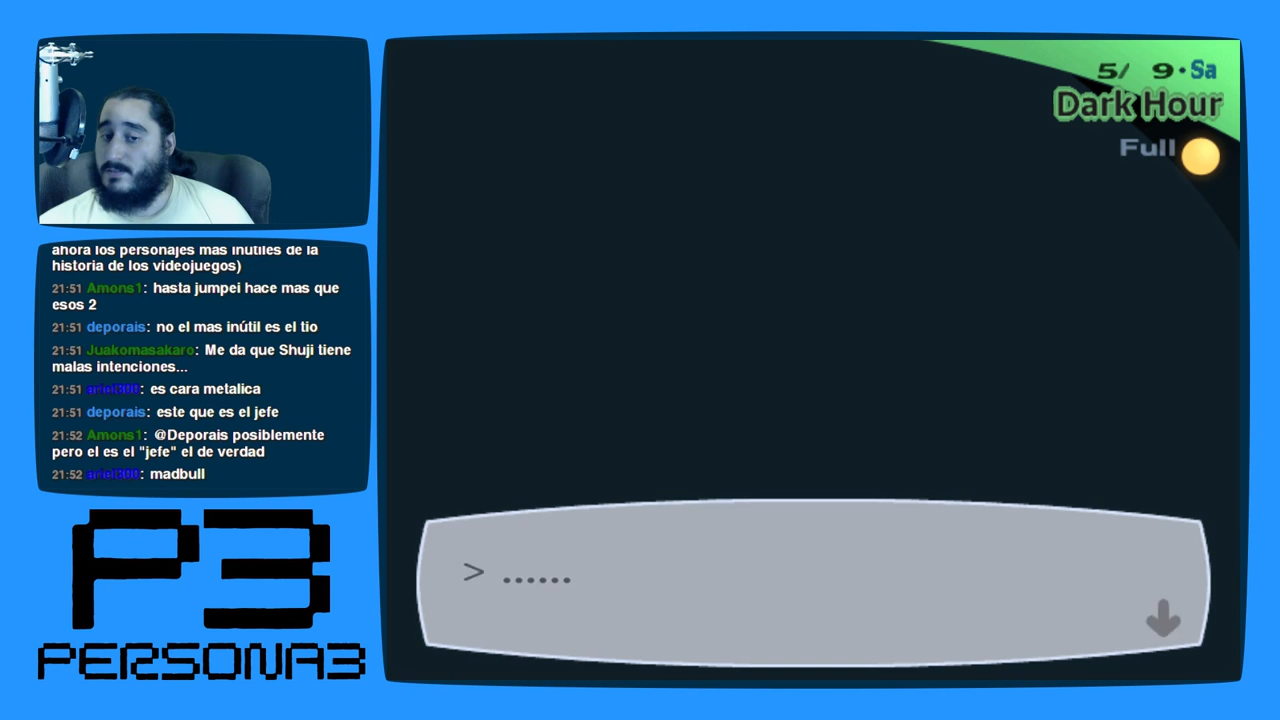 5/ 9·Sa
Dark Hour
Full
ahora los personajes mas inutiles de la
historia de los videojuegos)
21:51 Amons1: hasta jumpei hace mas que
esos 2
21:51 deporais: no el mas inútil es el tio
21:51 Juakomasakaro: Me da que Shuji tiene
malas intenciones...
21:51 : es cara metalica
21:51 deporais: este que es el jefe
21:52 Amons1: @Deporais posiblemente
pero el es el "jefe" el de verdad
21:52 : madbull
> ......
P3
PERSONA3